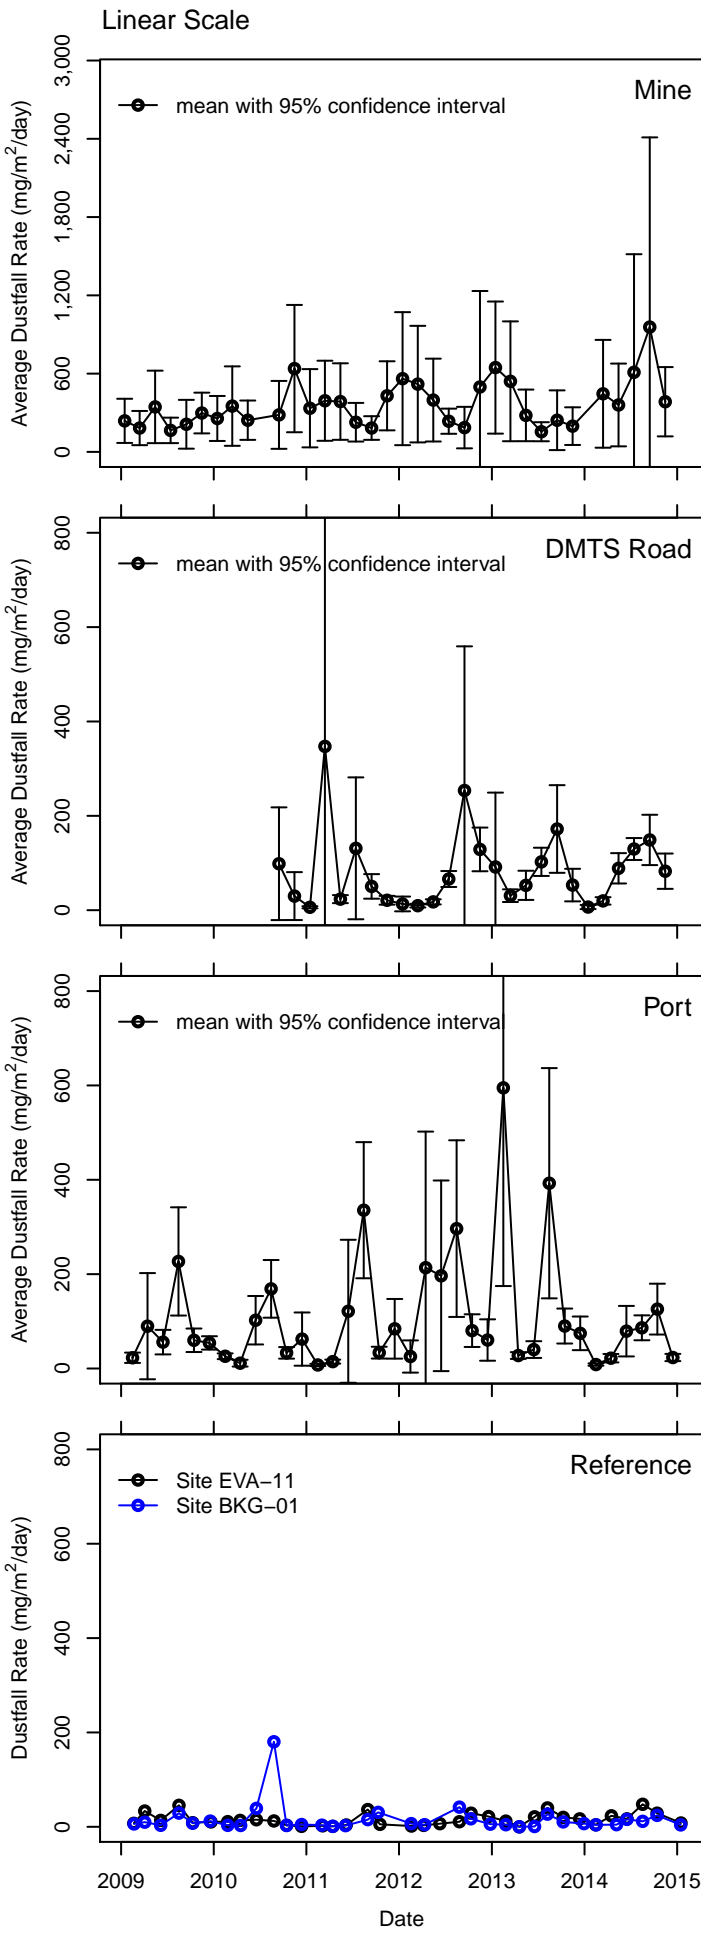 Linear Scale
Average Dustfall Rate (mg/m²/day)
3,000
2,400
1,800
1,200
600
0
mean with 95% confidence interval
Mine
Average Dustfall Rate (mg/m²/day)
800
600
400
200
0
mean with 95% confidence interval
DMTS Road
Average Dustfall Rate (mg/m²/day)
800
600
400
200
0
mean with 95% confidence interval
Port
Dustfall Rate (mg/m²/day)
800
600
400
200
0
Site EVA−11
Site BKG−01
Reference
2009 2010 2011 2012 2013 2014 2015
Date